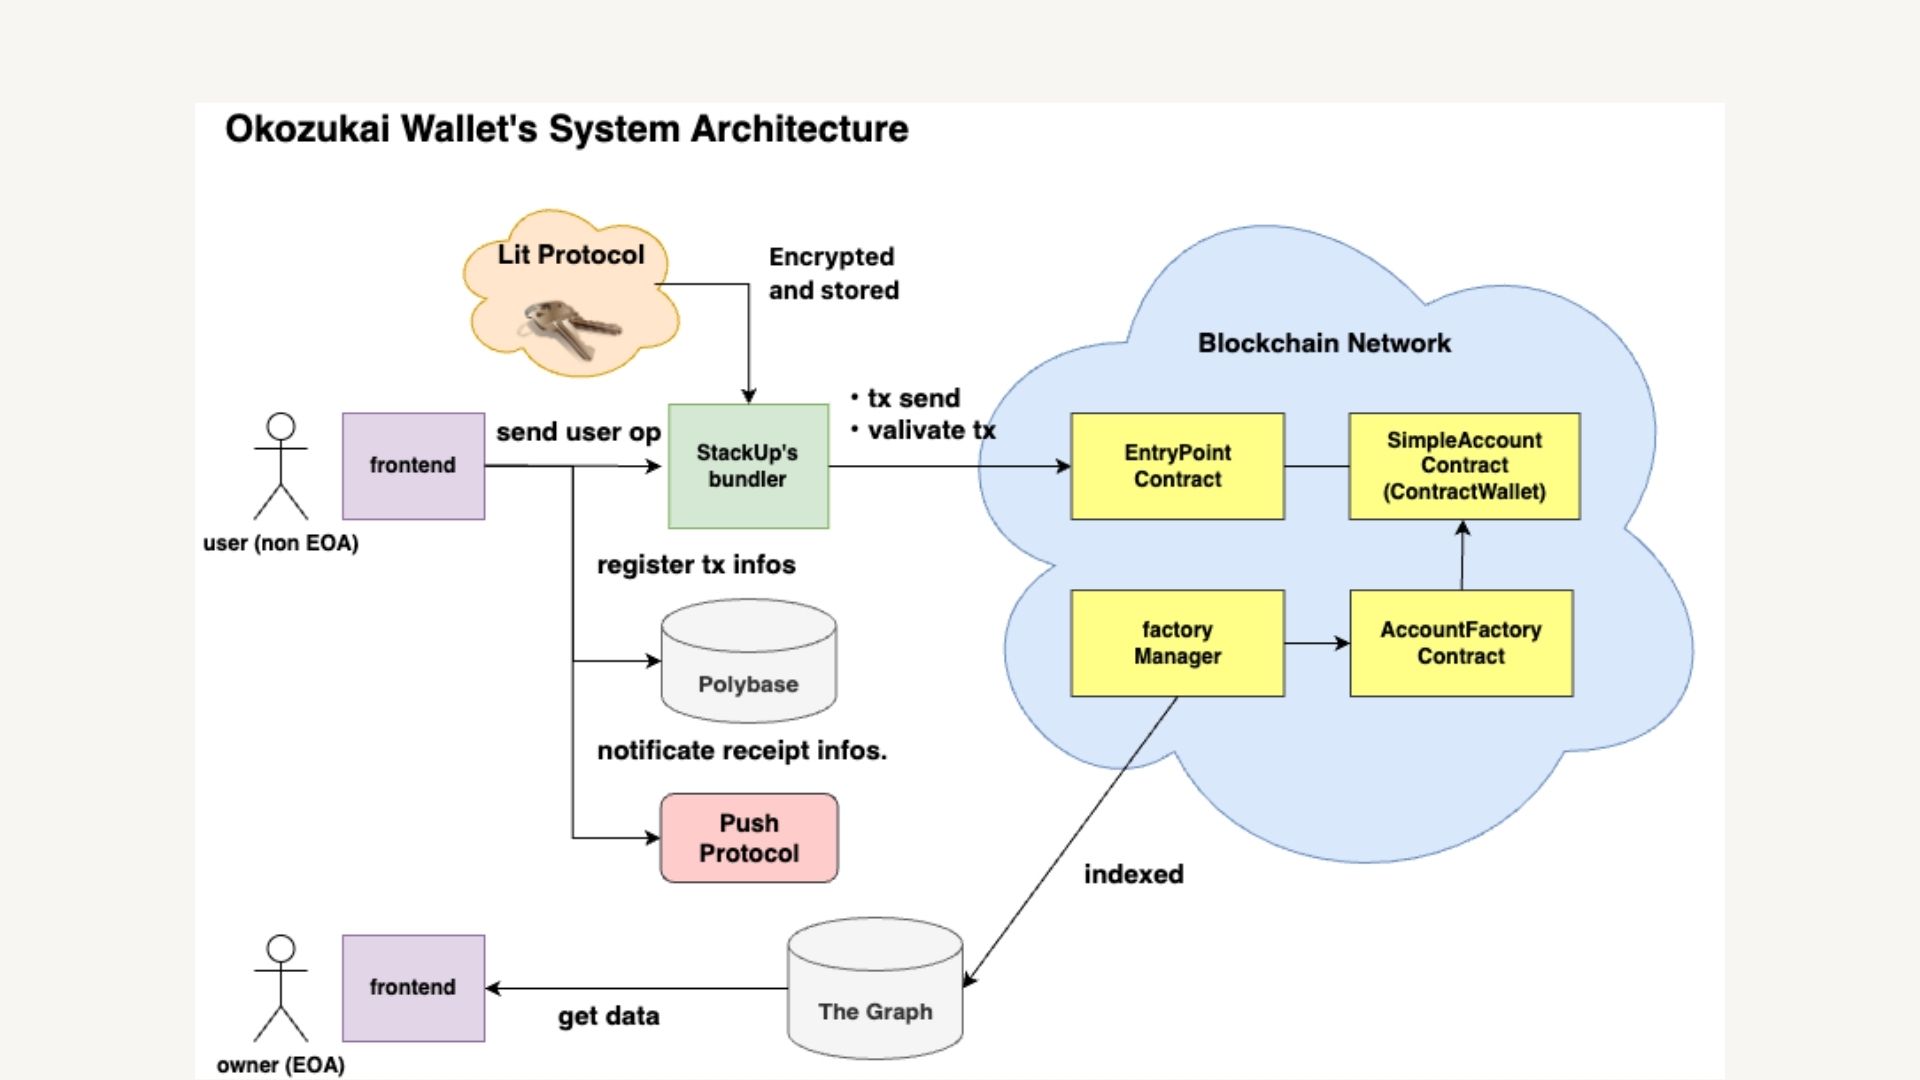 Okozukai Wallet's System Architecture
Lit Protocol
Encrypted
and stored
Blockchain Network
• tx send
• valivate tx
send user op
frontend
StackUp's
bundler
EntryPoint
Contract
SimpleAccount
Contract
(ContractWallet)
user (non EOA)
register tx infos
Polybase
factory
Manager
AccountFactory
Contract
notificate receipt infos.
Push
Protocol
indexed
frontend
get data
The Graph
owner (EOA)